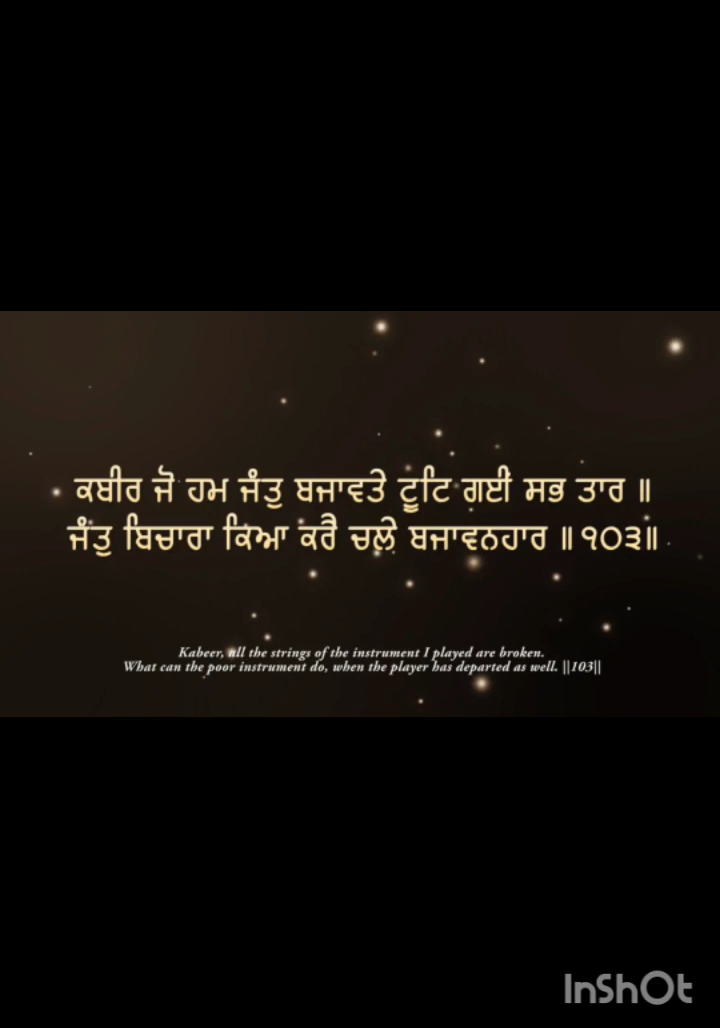 ਕਬੀਰ ਜੋ ਹਮ ਜੰਤੁ ਬਜਾਵਤੇ ਟੂਟਿ ਗਈ ਸਭ ਤਾਰ ॥
ਜੰਤੁ ਬਿਚਾਰਾ ਕਿਆ ਕਰੈ ਚਲੇ ਬਜਾਵਨਹਾਰ ॥੧੦੩॥
Kabeer, all the strings of the instrument I played are broken.
What can the poor instrument do, when the player has departed as well. ||103||
InShOt